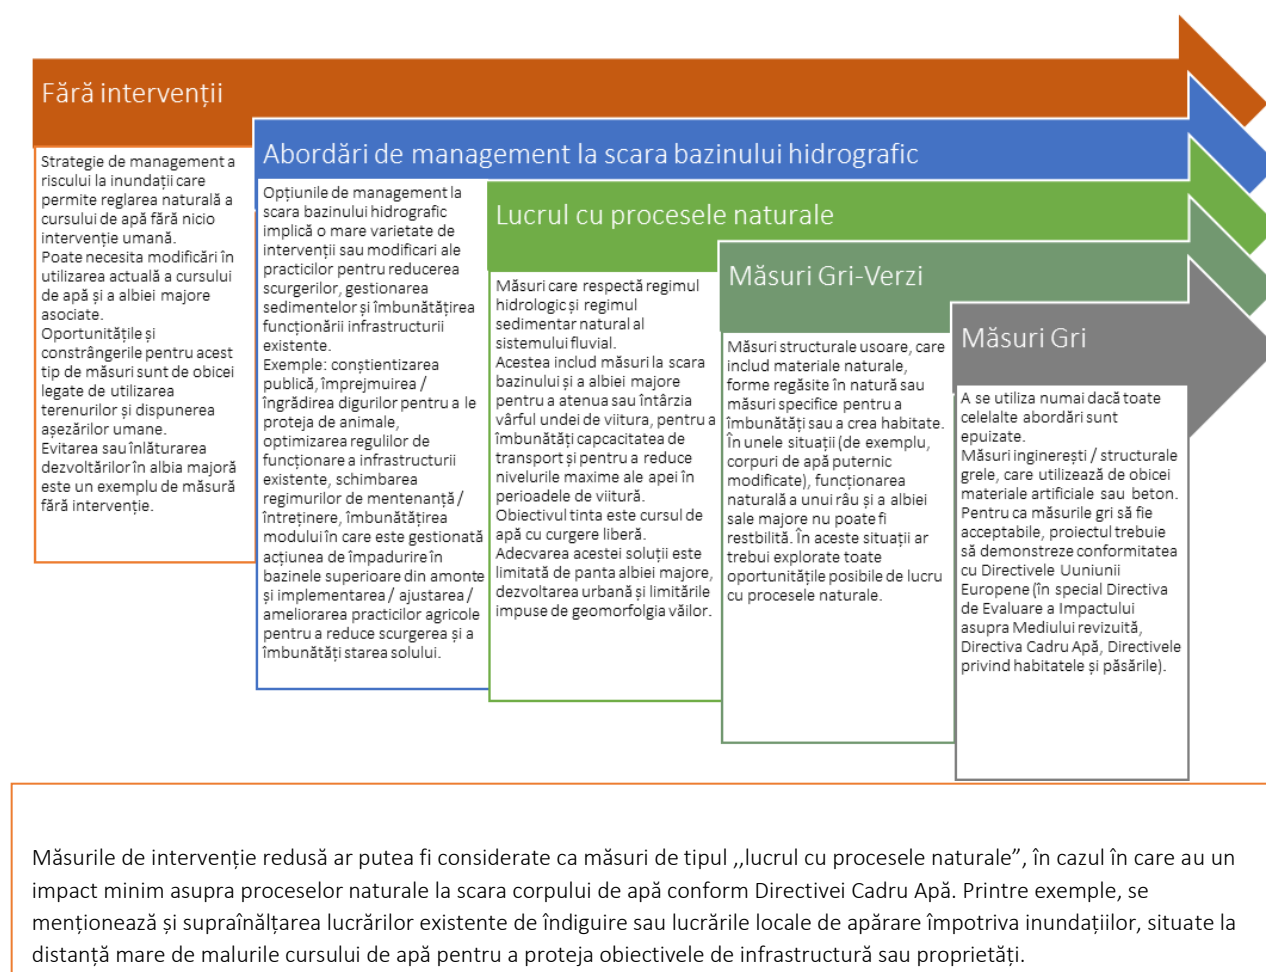 Fără intervenții
Strategie de management a
riscului la inundații care
permite reglarea naturală a
cursului de apă fără nicio
intervenție umană.
Poate necesita modificări în
utilizarea actuală a cursului
de apă și a albiei majore
asociate.
Oportunitățile și
constrângerile pentru acest
tip de măsuri sunt de obicei
legate de utilizarea
terenurilor și dispunerea
așezărilor umane.
Evitarea sau înlăturarea
dezvoltărilor în albia majoră
este un exemplu de măsură
fără intervenție.
Abordări de management la scara bazinului hidrografic
Opțiunile de management la
scara bazinului hidrografic
implică o mare varietate de
intervenții sau modificari ale
practicilor pentru reducerea
scurgerilor, gestionarea
sedimentelor și îmbunătățirea
funcționării infrastructurii
existente.
Exemple: conștientizarea
publică, împrejmuirea /
îngrădirea digurilor pentru a le
proteja de animale,
optimizarea regulilor de
funcționare a infrastructurii
existente, schimbarea
regimurilor de mentenanță /
întreținere, îmbunătățirea
modului în care este gestionată
acțiunea de împadurire în
bazinele superioare din amonte
și implementarea / ajustarea /
ameliorarea practicilor agricole
pentru a reduce scurgerea și a
îmbunătăți starea solului.
Lucrul cu procesele naturale
Măsuri care respectă regimul
hidrologic și regimul
sedimentar natural al
sistemului fluvial.
Acestea includ măsuri la scara
bazinului și a albiei majore
pentru a atenua sau întârzia
vârful undei de viitura, pentru a
îmbunătăți capcacitatea de
transport și pentru a reduce
nivelurile maxime ale apei în
perioadele de viitură.
Obiectivul tinta este cursul de
apă cu curgere liberă.
Adecvarea acestei soluții este
limitată de panta albiei majore,
dezvoltarea urbană și limitările
impuse de geomorfolgia văilor.
Măsuri Gri-Verzi
Măsuri structurale usoare, care
includ materiale naturale,
forme regăsite în natură sau
măsuri specifice pentru a
îmbunătăți sau a crea habitate.
În unele situații (de exemplu,
corpuri de apă puternic
modificate), funcționarea
naturală a unui râu și a albiei
sale majore nu poate fi
restbilită. În aceste situații ar
trebui explorate toate
oportunitățile posibile de lucru
cu procesele naturale.
Măsuri Gri
A se utiliza numai dacă toate
celelalte abordări sunt
epuizate.
Măsuri inginerești / structurale
grele, care utilizează de obicei
materiale artificiale sau beton.
Pentru ca măsurile gri să fie
acceptabile, proiectul trebuie
să demonstreze conformitatea
cu Directivele Uuniunii
Europene (în special Directiva
de Evaluare a Impactului
asupra Mediului revizuită,
Directiva Cadru Apă, Directivele
privind habitatele și păsările).
Măsurile de intervenție redusă ar putea fi considerate ca măsuri de tipul ,,lucrul cu procesele naturale”, în cazul în care au un
impact minim asupra proceselor naturale la scara corpului de apă conform Directivei Cadru Apă. Printre exemple, se
menționează și supraînălțarea lucrărilor existente de îndiguire sau lucrările locale de apărare împotriva inundațiilor, situate la
distanță mare de malurile cursului de apă pentru a proteja obiectivele de infrastructură sau proprietăți.